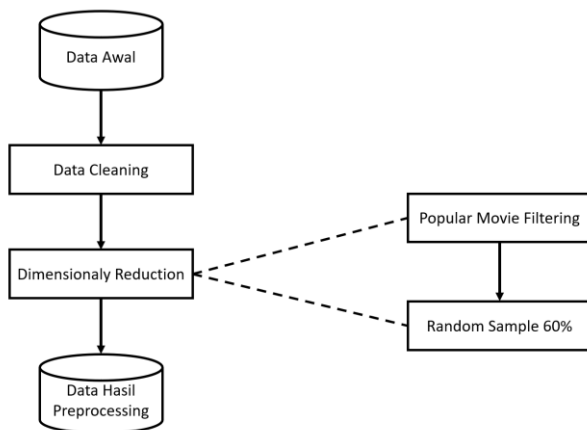 Data Awal
Data Cleaning
Dimensionaly Reduction
Data Hasil
Preprocessing
Popular Movie Filtering
Random Sample 60%